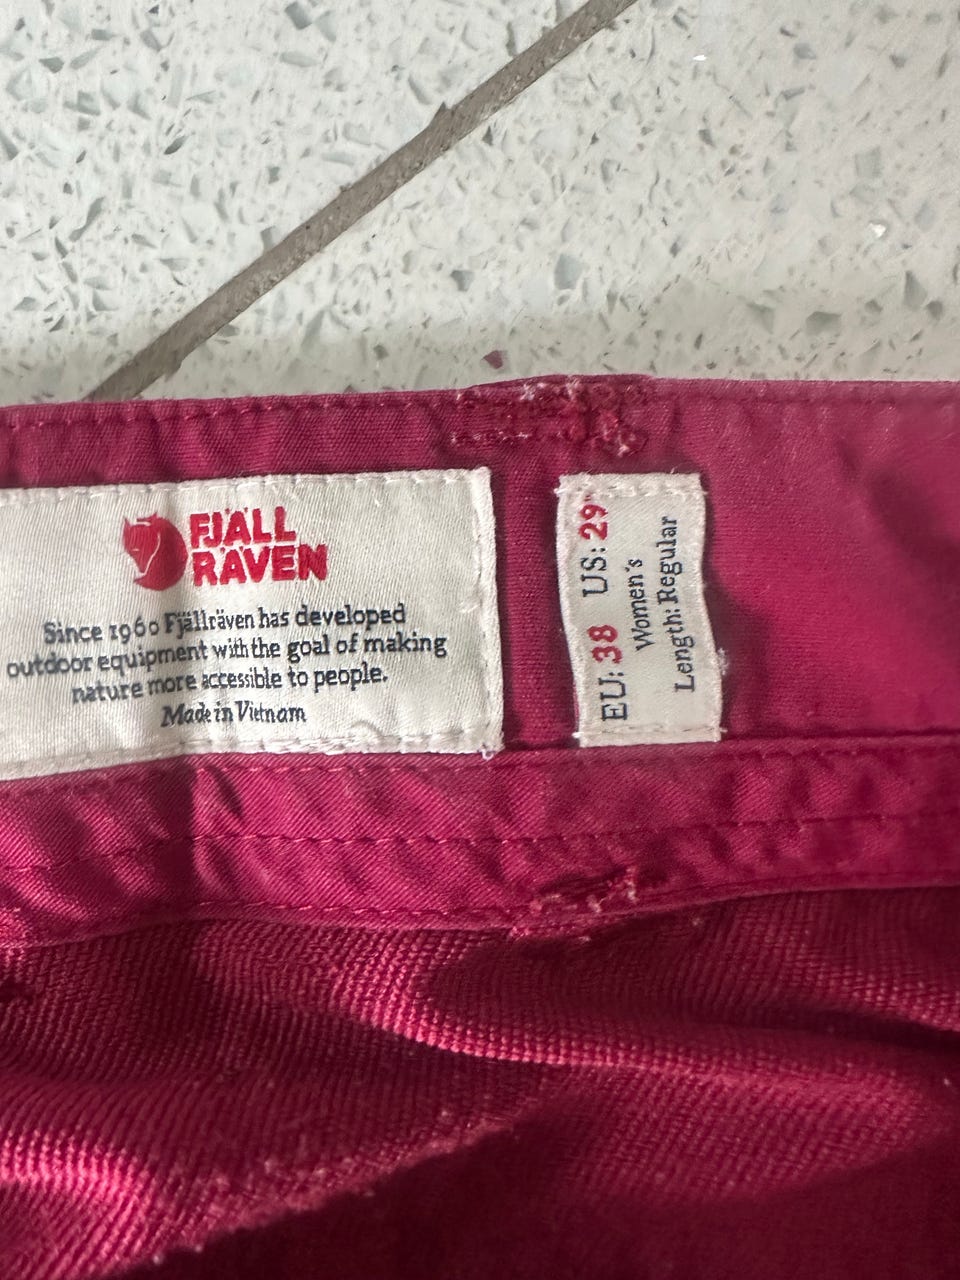 FJÄLL
RÄVEN
Since 1960 Fjällräven has developed
outdoor equipment with the goal of making
nature more accessible to people.
Made in Vietnam
EU: 38 US: 29"
Women's
Length: Regular